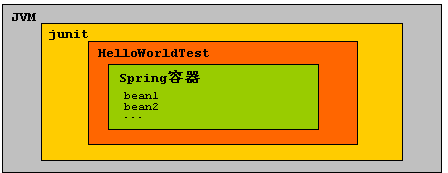 JVM
junit
HelloWorldTest
Spring容器
bean1
bean2
...